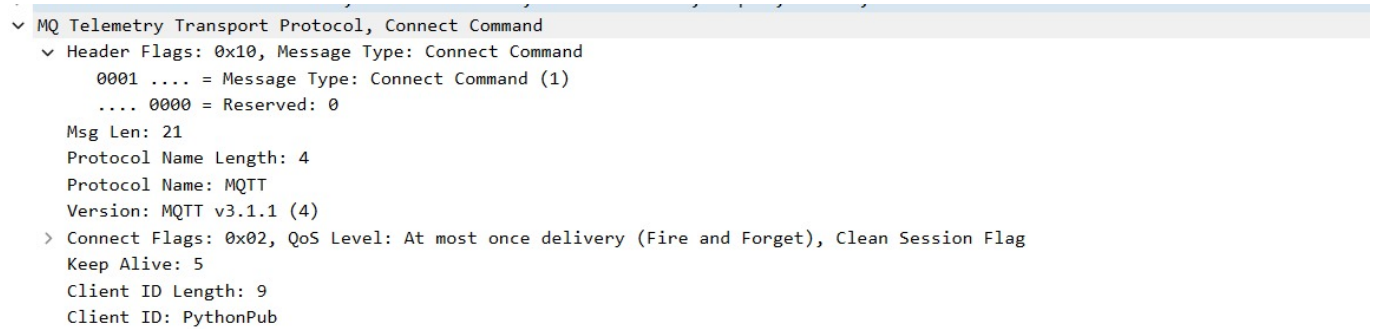 MQ Telemetry Transport Protocol, Connect Command
Header Flags: 0x10, Message Type: Connect Command
0001 .... = Message Type: Connect Command (1)
.... 0000 = Reserved: 0
Msg Len: 21
Protocol Name Length: 4
Protocol Name: MQTT
Version: MQTT v3.1.1 (4)
Connect Flags: 0x02, QoS Level: At most once delivery (Fire and Forget), Clean Session Flag
Keep Alive: 5
Client ID Length: 9
Client ID: PythonPub